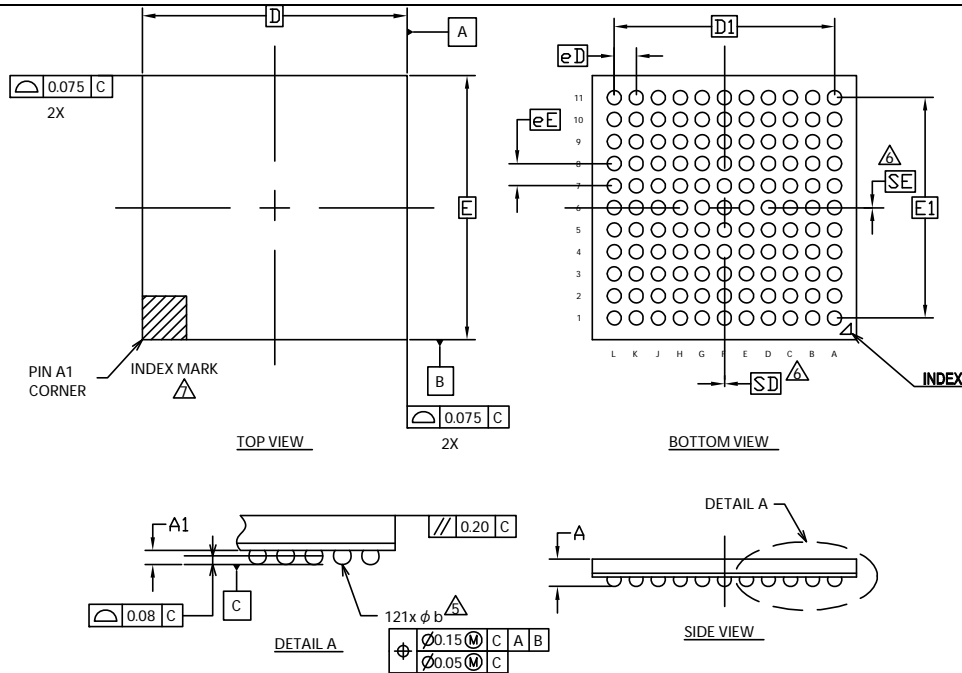 D
A
⌓ 0.075 C
2X
E
PIN A1
CORNER
INDEX MARK
7
B
⌓ 0.075 C
2X
TOP VIEW
D1
eD
eE
11
10
9
8
7
6
5
4
3
2
1
6
SE
E1
L K J H G F E D C B A
SD
6
INDEX
BOTTOM VIEW
A1
// 0.20 C
C
⌓ 0.08 C
121x ϕ b
5
⌖ Ø0.15 Ⓜ C A B
Ø0.05 Ⓜ C
DETAIL A
DETAIL A
A
SIDE VIEW